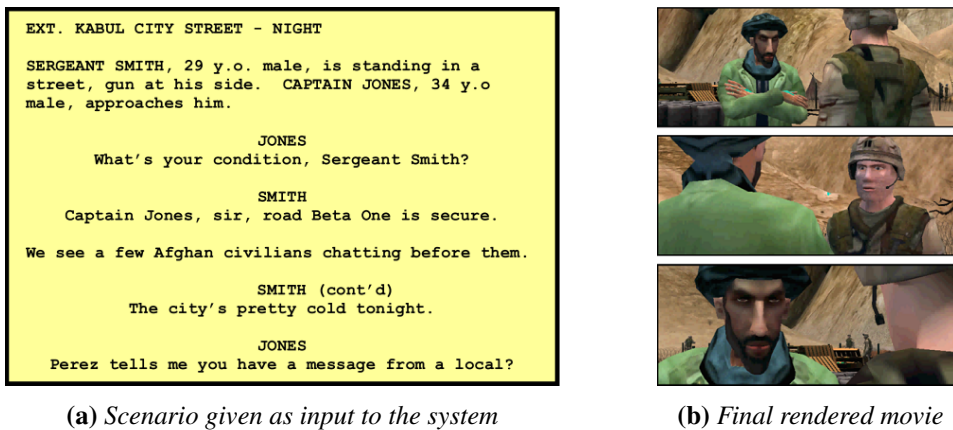 EXT. KABUL CITY STREET - NIGHT
SERGEANT SMITH, 29 y.o. male, is standing in a
street, gun at his side.  CAPTAIN JONES, 34 y.o
male, approaches him.
JONES
What's your condition, Sergeant Smith?
SMITH
Captain Jones, sir, road Beta One is secure.
We see a few Afghan civilians chatting before them.
SMITH (cont'd)
The city's pretty cold tonight.
JONES
Perez tells me you have a message from a local?
(a) Scenario given as input to the system
(b) Final rendered movie